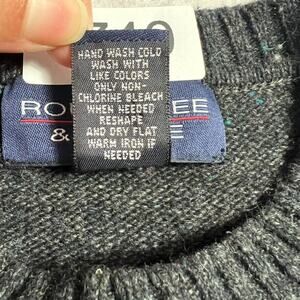 HAND WASH COLD
WASH WITH
LIKE COLORS
ONLY NON-
CHLORINE BLEACH
WHEN NEEDED
RESHAPE
AND DRY FLAT
WARM IRON IF
NEEDED
&